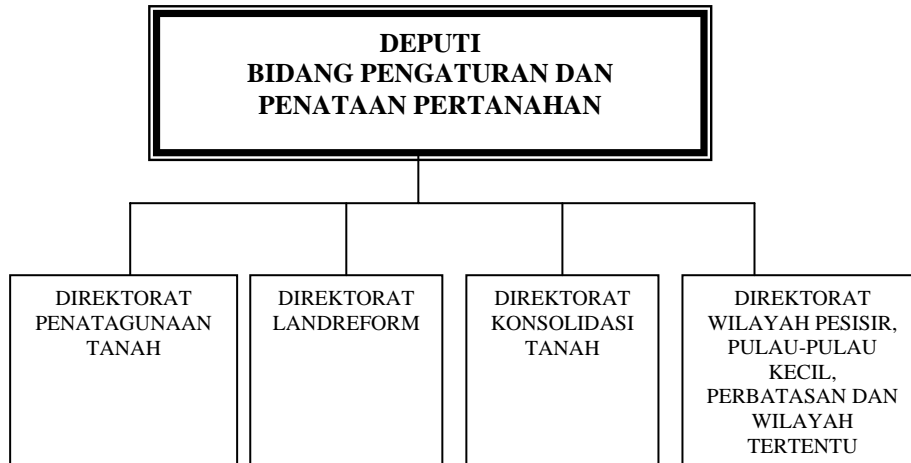 DEPUTI
BIDANG PENGATURAN DAN
PENATAAN PERTANAHAN
DIREKTORAT
PENATAGUNAAN
TANAH
DIREKTORAT
LANDREFORM
DIREKTORAT
KONSOLIDASI
TANAH
DIREKTORAT
WILAYAH PESISIR,
PULAU-PULAU
KECIL,
PERBATASAN DAN
WILAYAH
TERTENTU